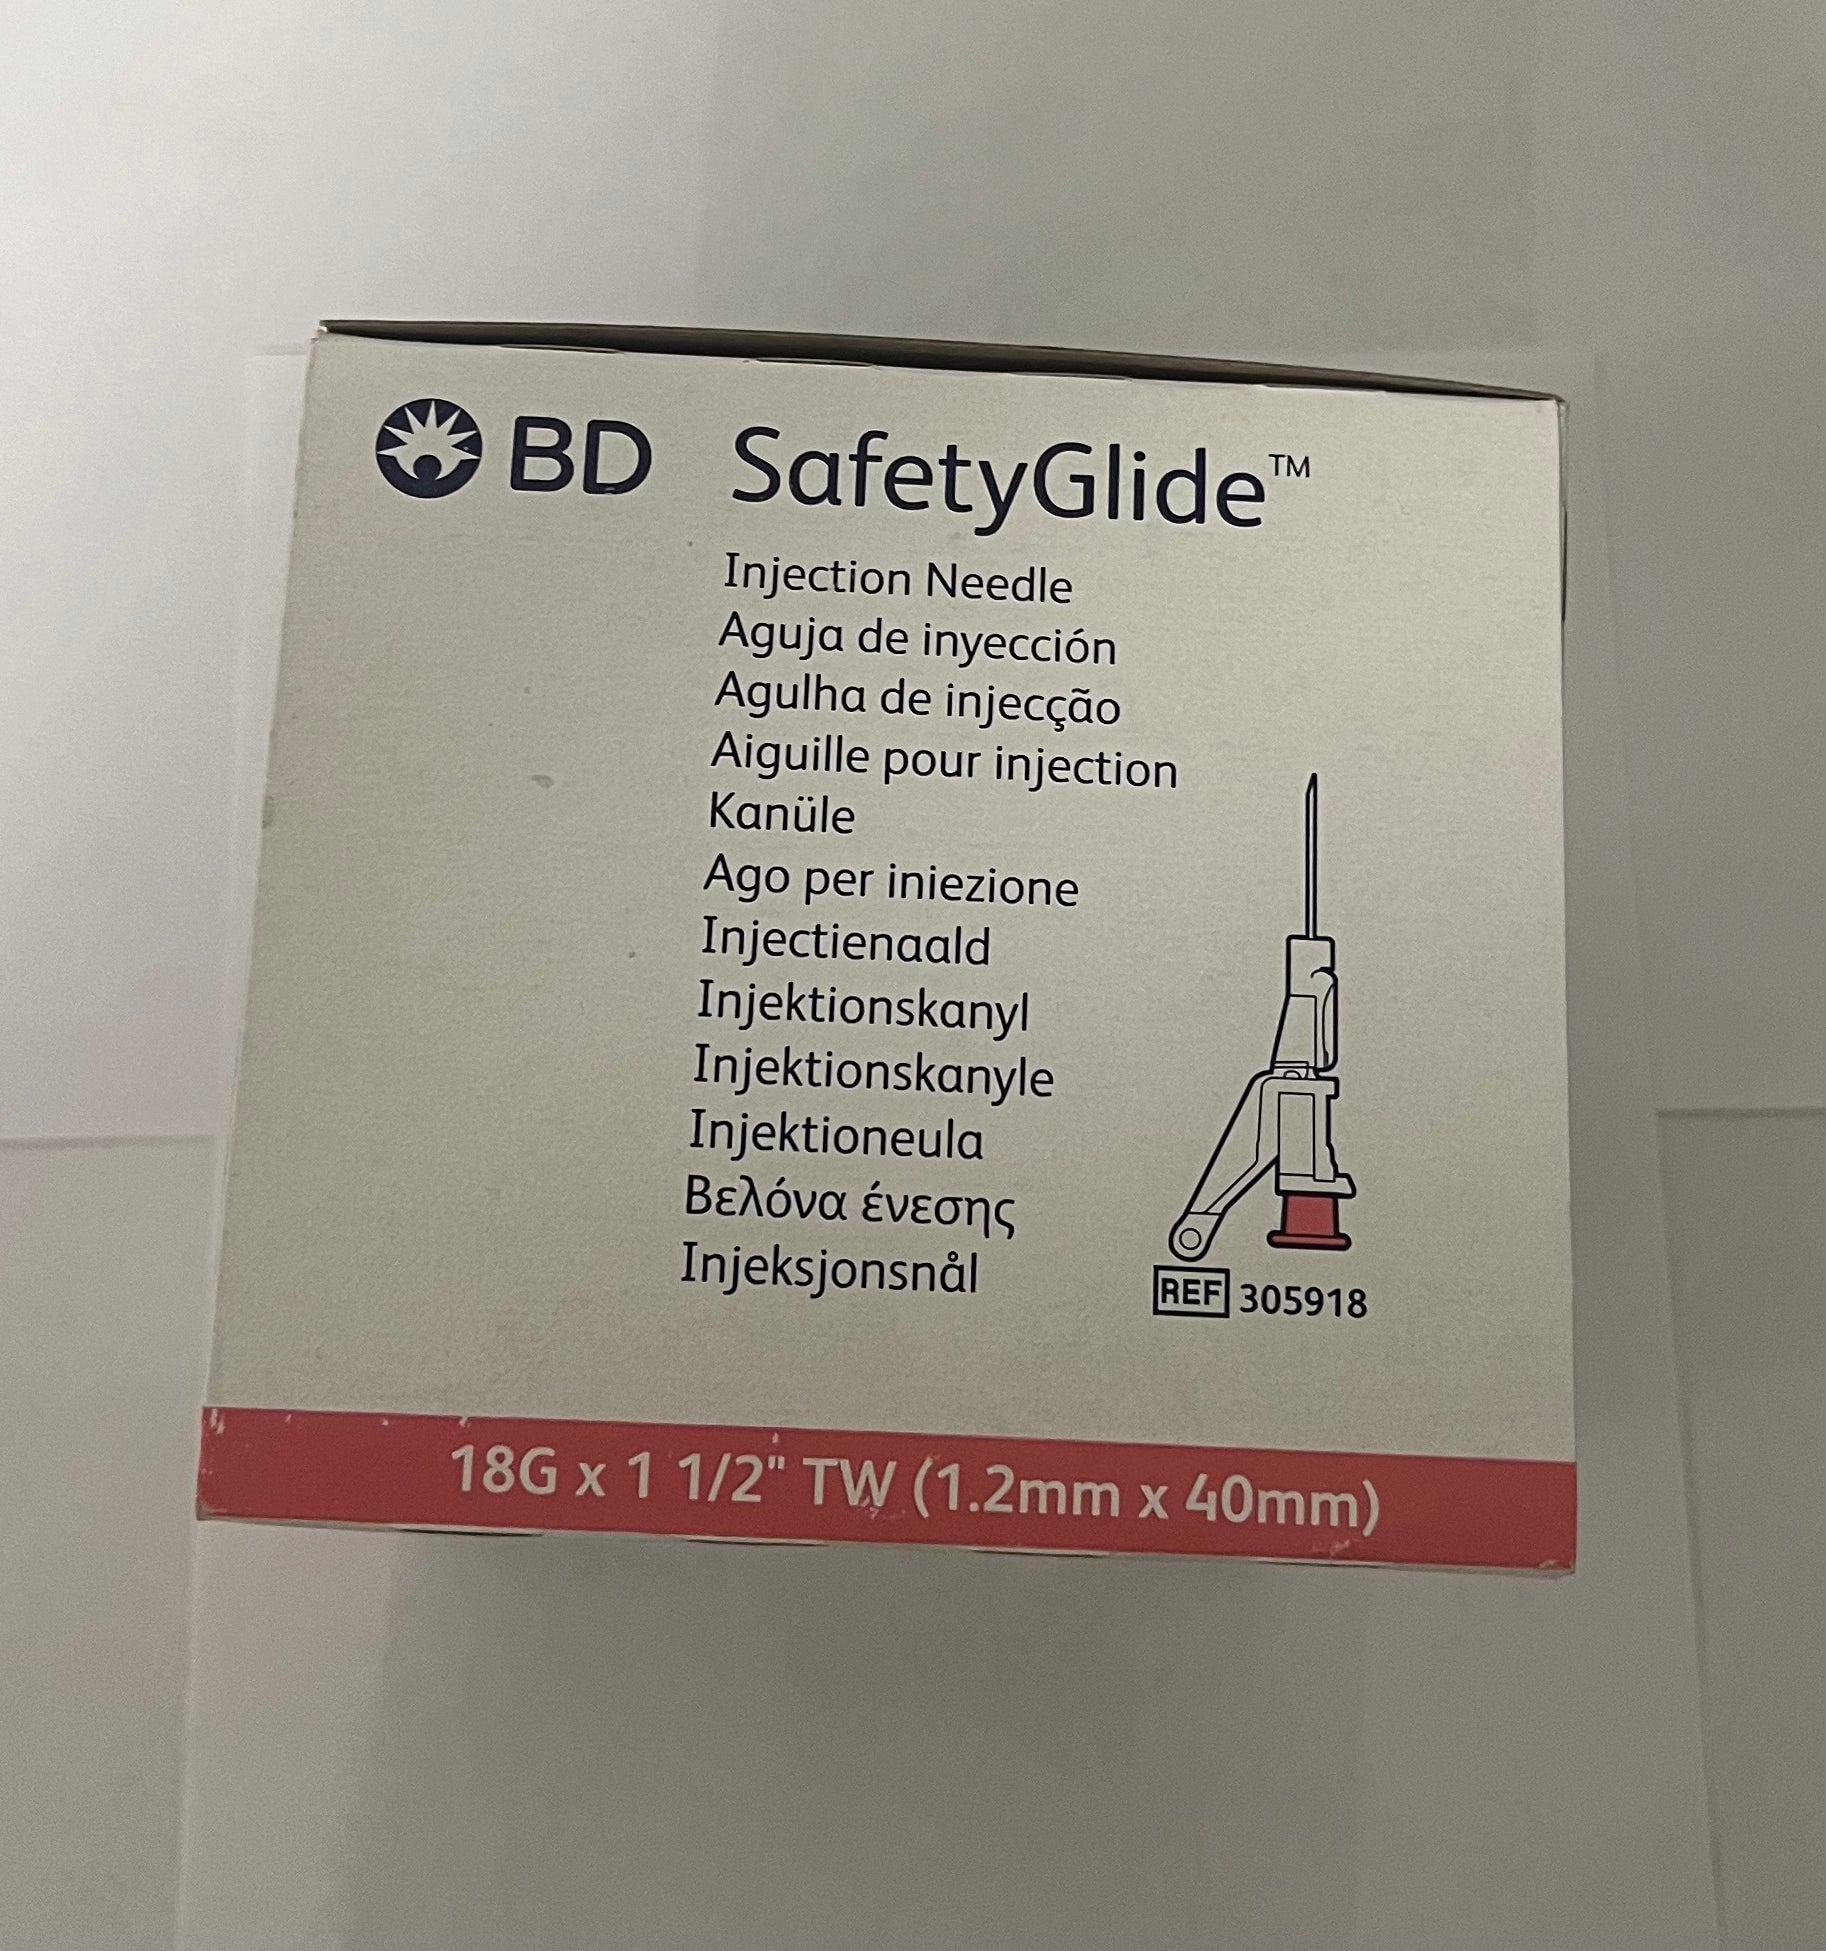 BD SafetyGlide™
Injection Needle
Aguja de inyección
Agulha de injecção
Aiguille pour injection
Kanüle
Ago per iniezione
Injectienaald
Injektionskanyl
Injektionskanyle
Injektioneula
Βελόνα ένεσης
Injeksjonsnål
REF 305918
18G x 1 1/2" TW (1.2mm x 40mm)